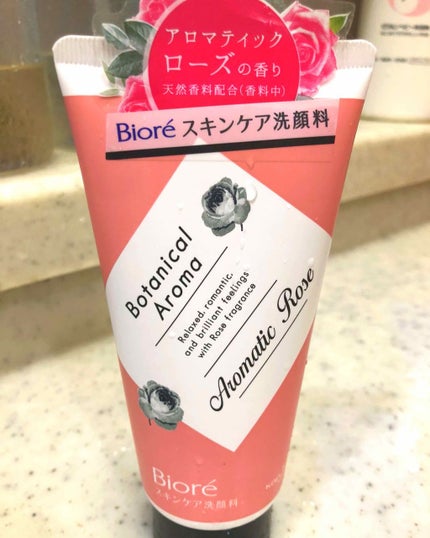 アロマティック
ローズの香り
天然香料配合(香料中)
Bioré スキンケア洗顔料
Botanical
Aroma
Relaxed, romantic,
and brilliant feelings
with Rose fragrance
Aromatic Rose
Bioré
スキンケア洗顔料